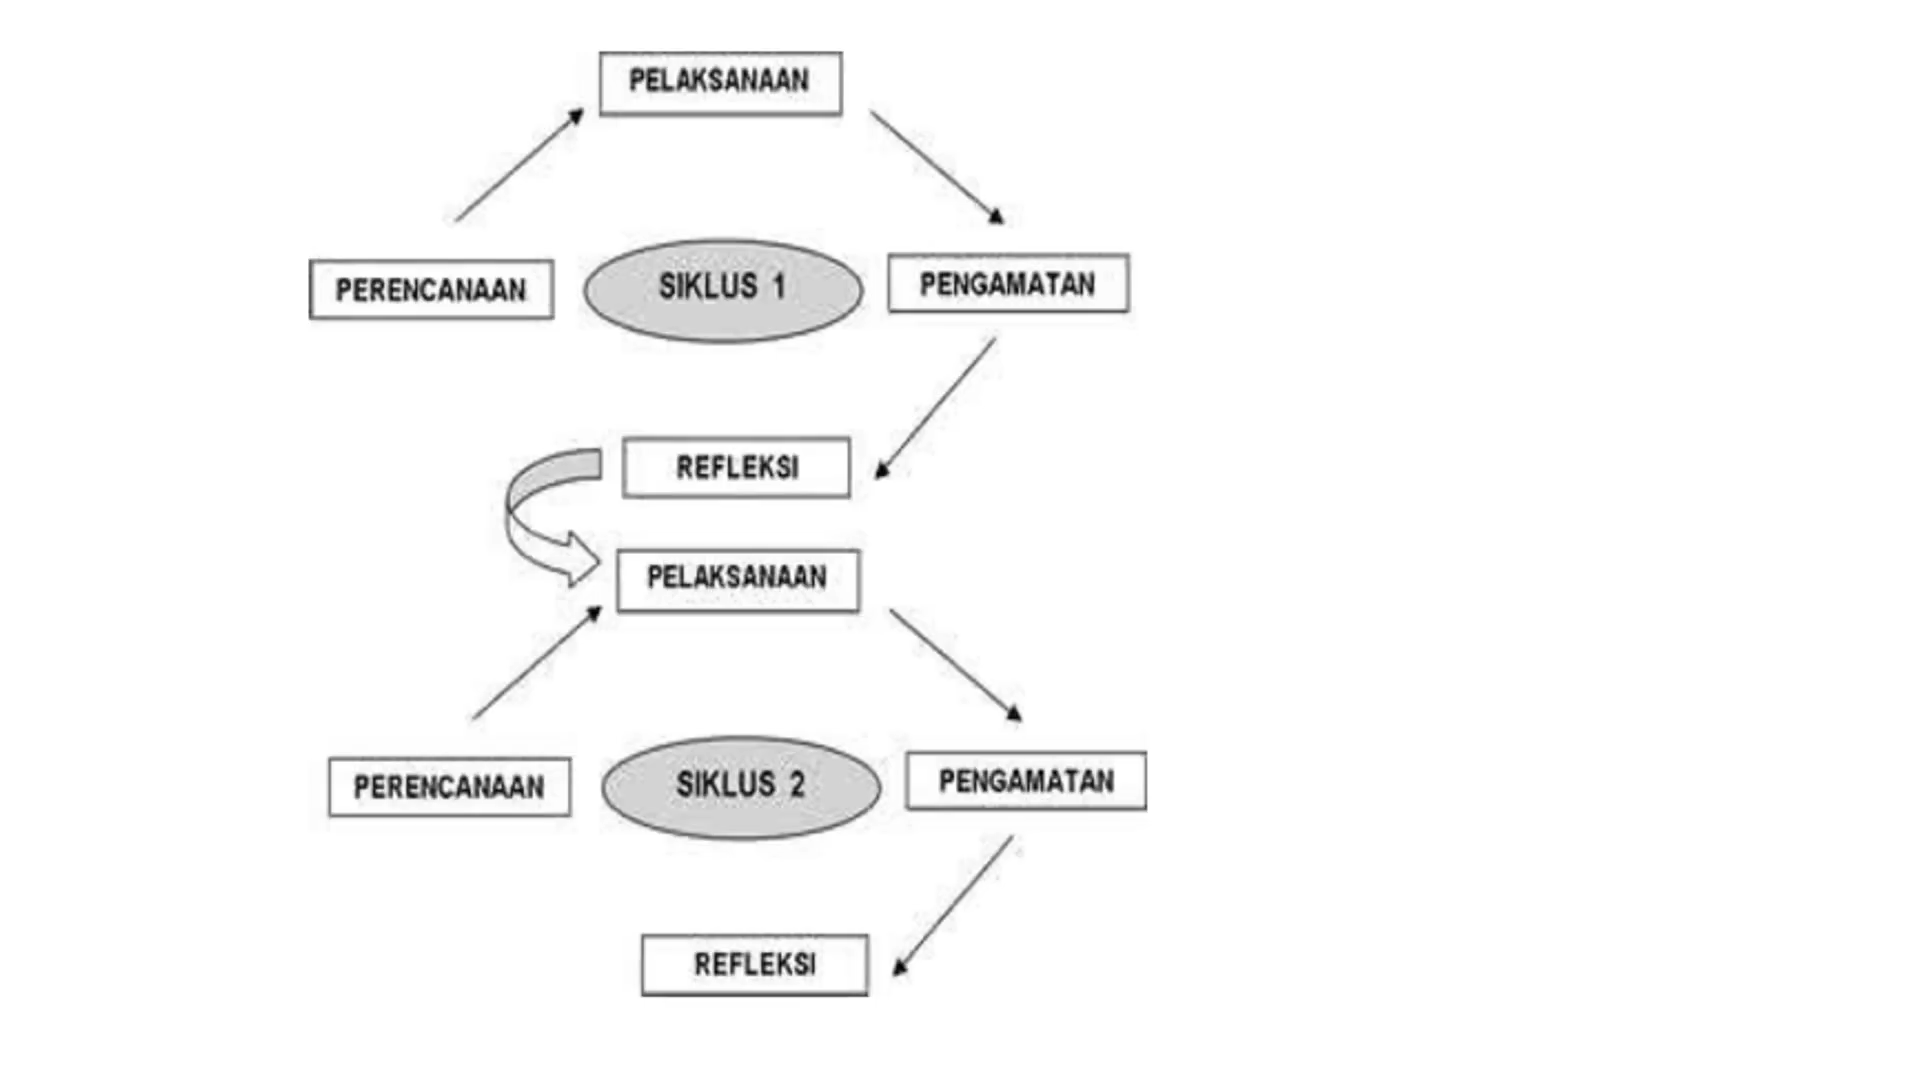 PELAKSANAAN
PERENCANAAN
SIKLUS 1
PENGAMATAN
REFLEKSI
PELAKSANAAN
PERENCANAAN
SIKLUS 2
PENGAMATAN
REFLEKSI